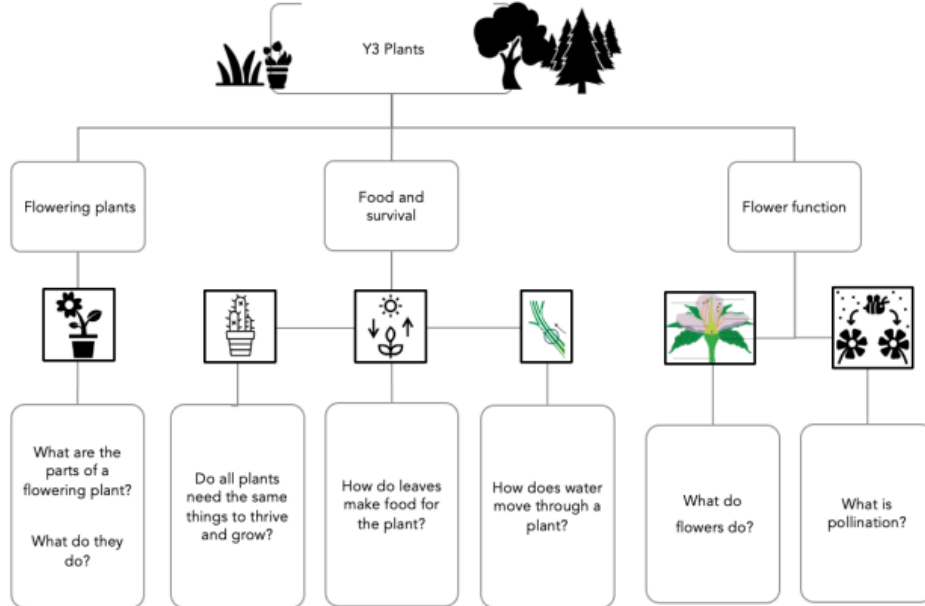 Y3 Plants
Flowering plants
Food and
survival
Flower function
What are the
parts of a
flowering plant?
What do they
do?
Do all plants
need the same
things to thrive
and grow?
How do leaves
make food for
the plant?
How does water
move through a
plant?
What do
flowers do?
What is
pollination?